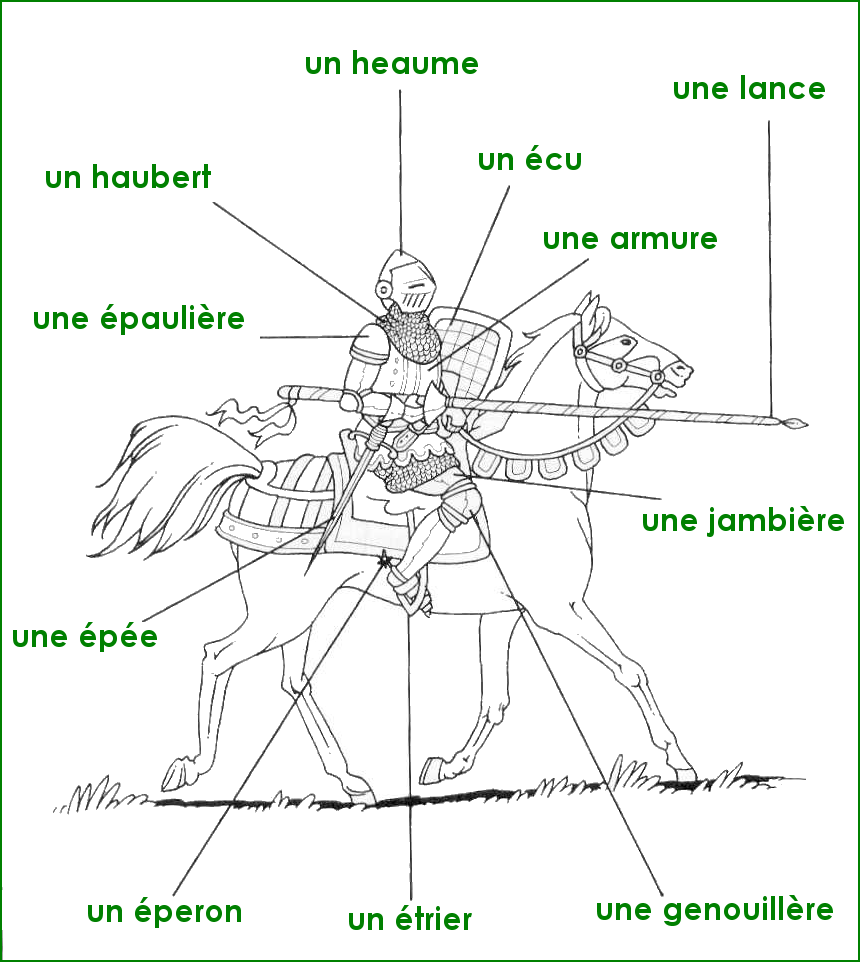 un heaume
une lance
un écu
un haubert
une armure
une épaulière
une jambière
une épée
un éperon
un étrier
une genouillère